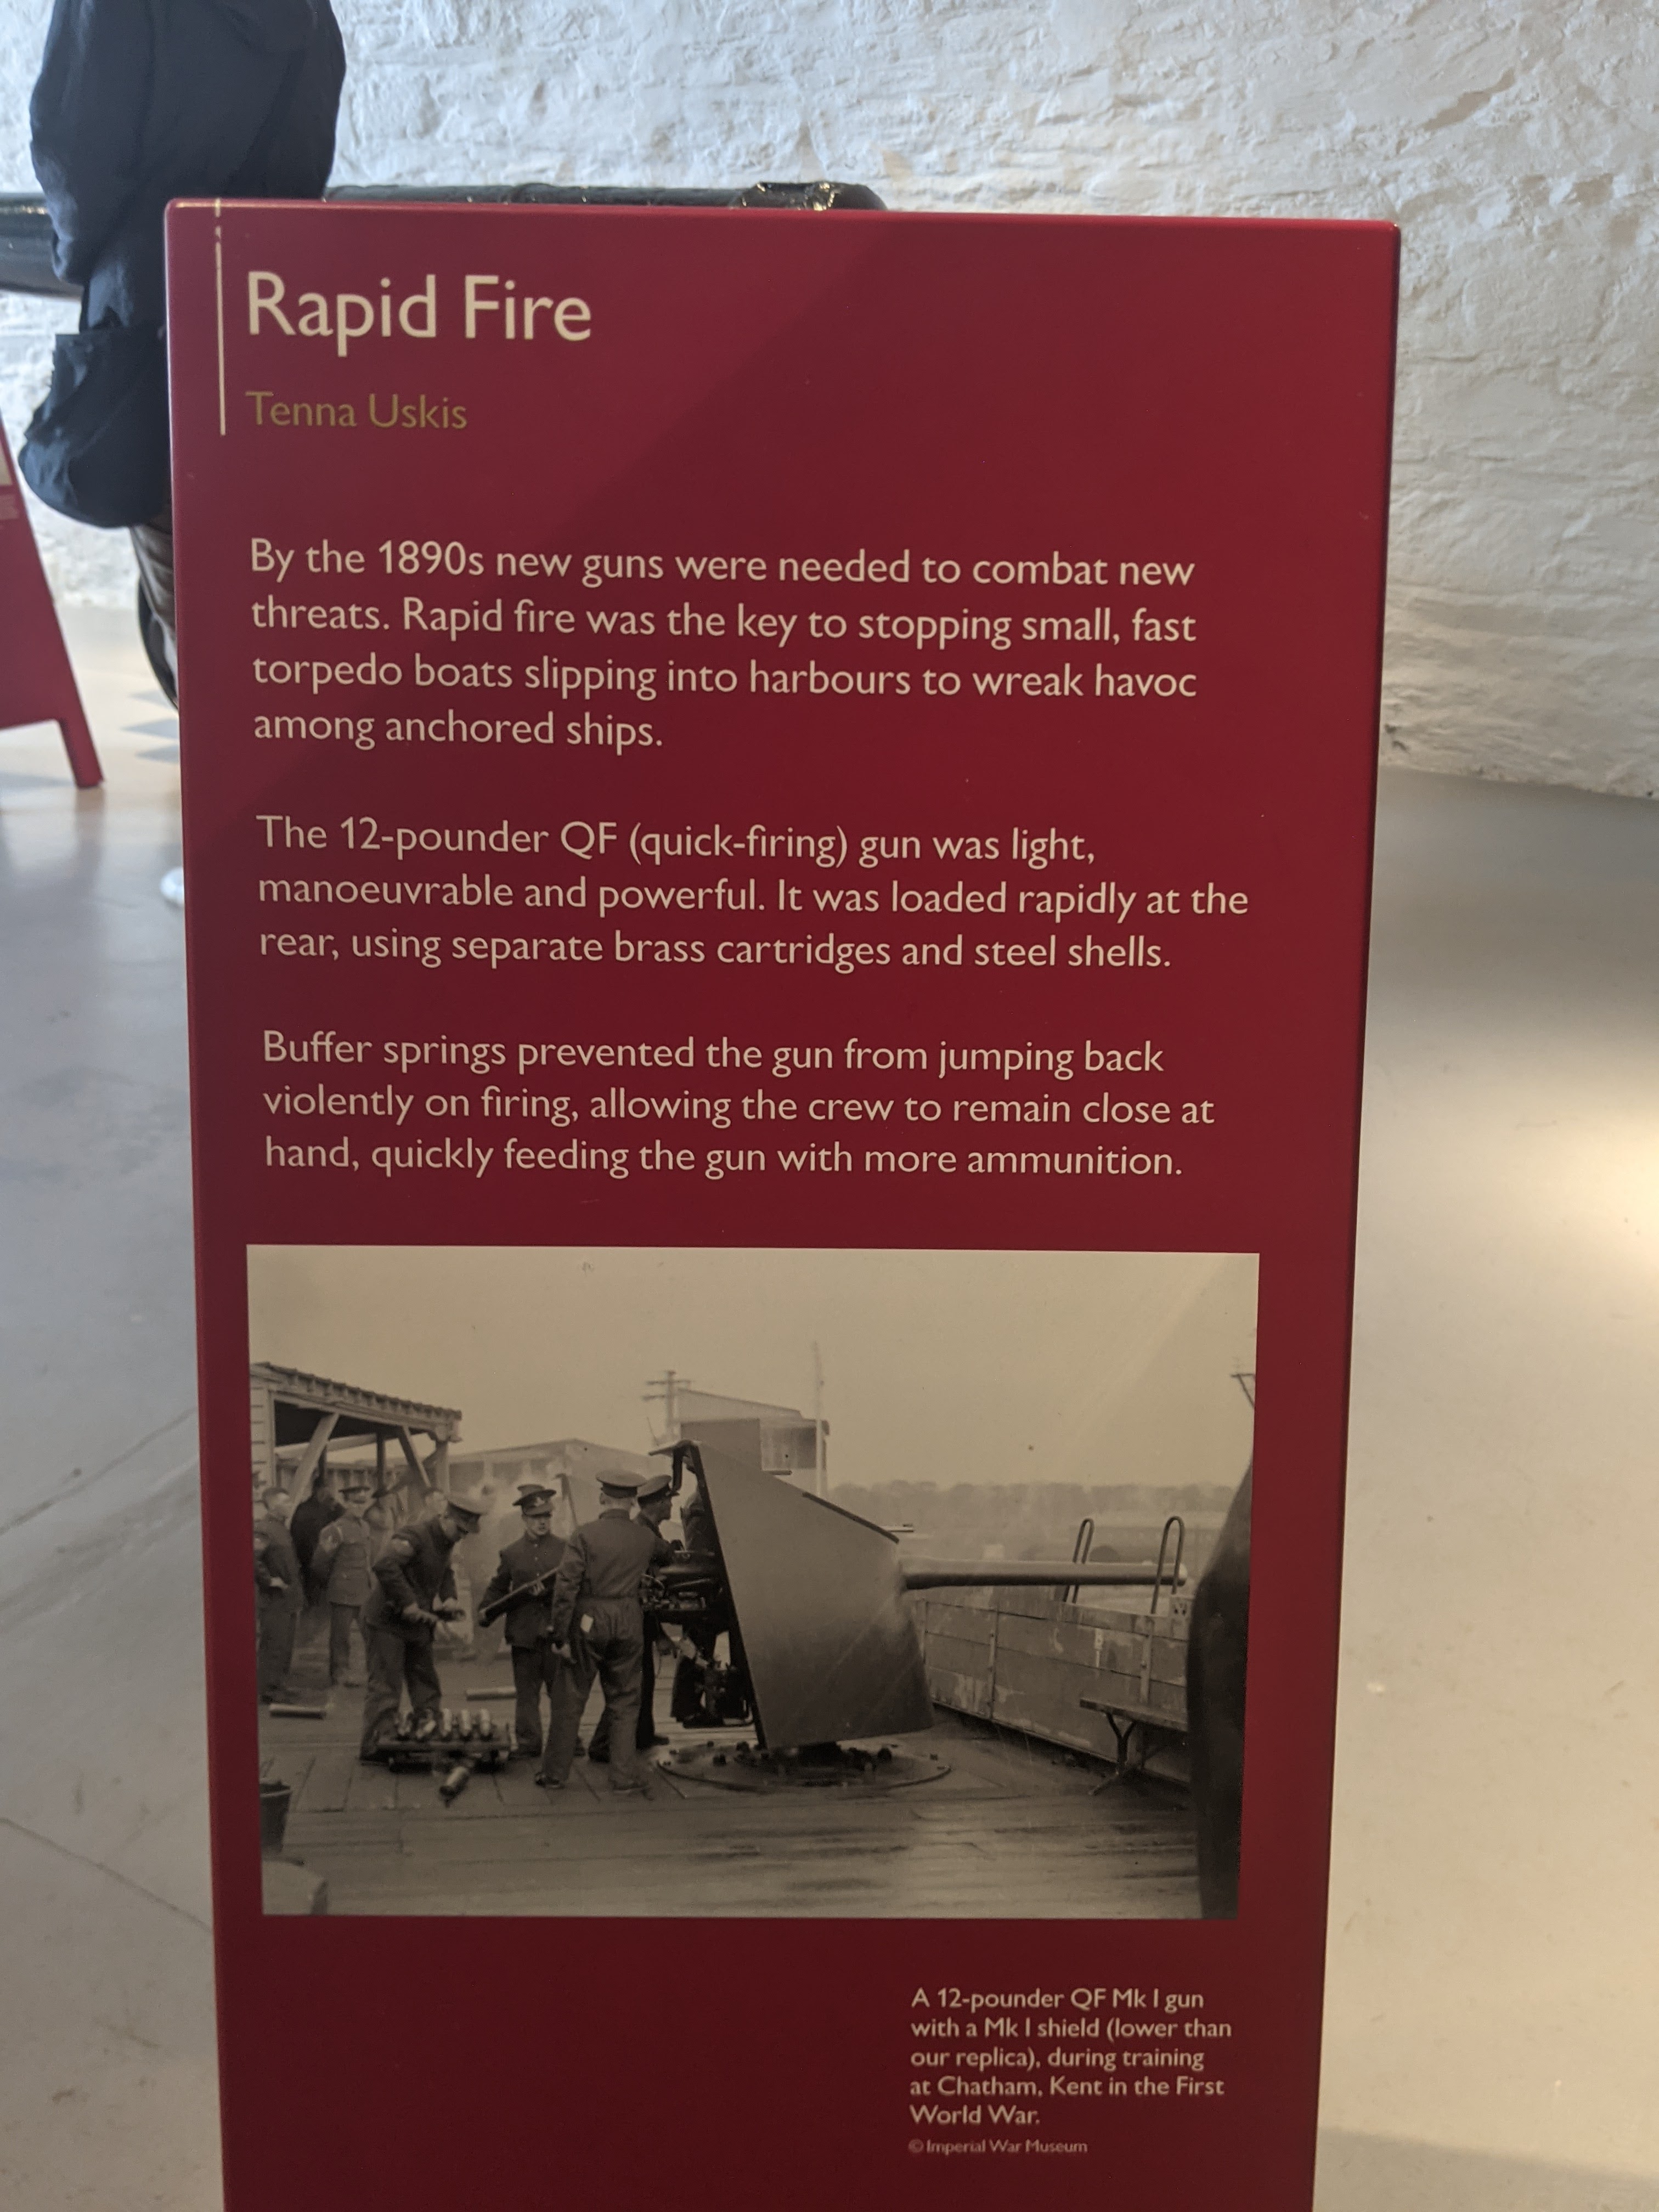 Rapid Fire
Tenna Uskis
By the 1890s new guns were needed to combat new
threats. Rapid fire was the key to stopping small, fast
torpedo boats slipping into harbours to wreak havoc
among anchored ships.
The 12-pounder QF (quick-firing) gun was light,
manoeuvrable and powerful. It was loaded rapidly at the
rear, using separate brass cartridges and steel shells.
Buffer springs prevented the gun from jumping back
violently on firing, allowing the crew to remain close at
hand, quickly feeding the gun with more ammunition.
A 12-pounder QF Mk I gun
with a Mk I shield (lower than
our replica), during training
at Chatham, Kent in the First
World War.
© Imperial War Museum